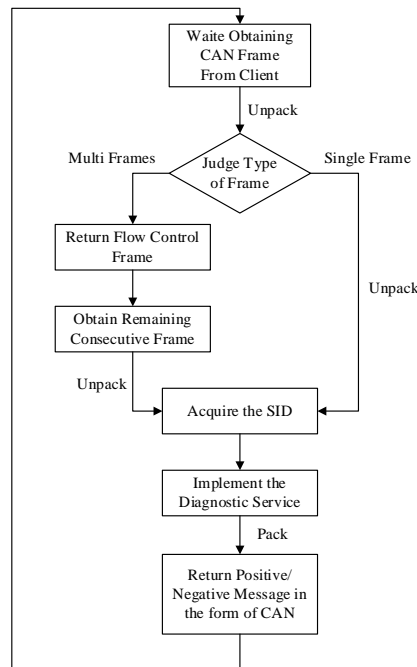 Waite Obtaining
CAN Frame
From Client
Unpack
Multi Frames
Judge Type
of Frame
Single Frame
Return Flow Control
Frame
Unpack
Obtain Remaining
Consecutive Frame
Unpack
Acquire the SID
Implement the
Diagnostic Service
Pack
Return Positive/
Negative Message in
the form of CAN